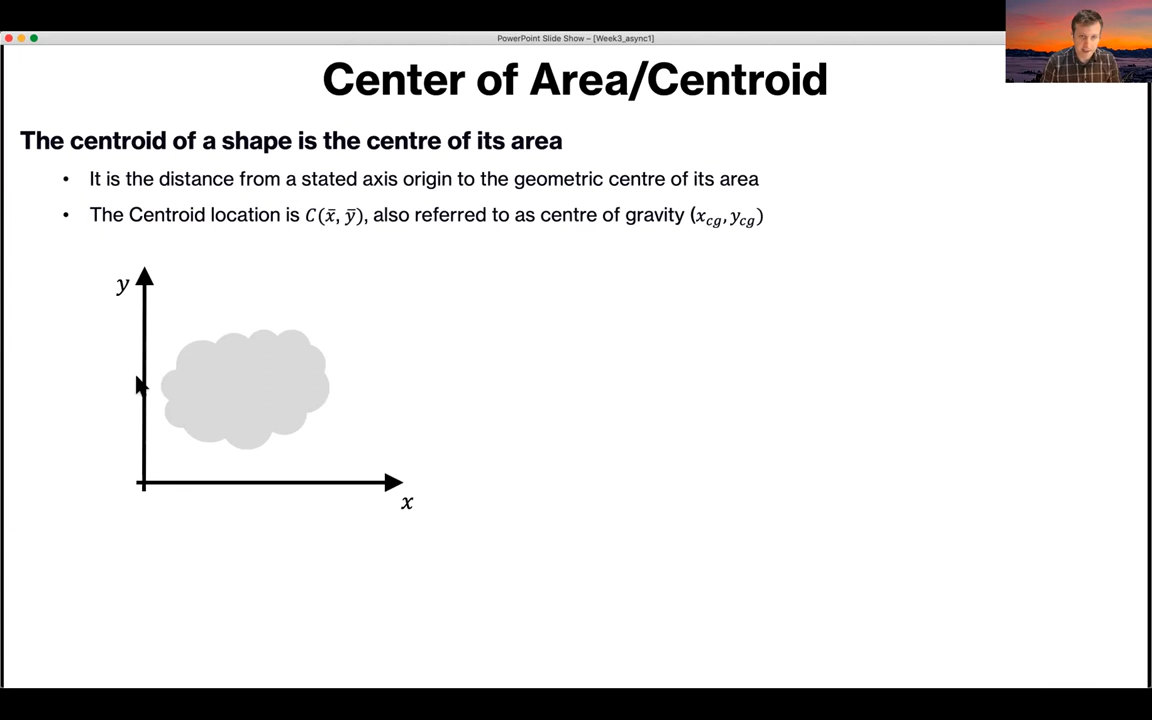 PowerPoint Slide Show – [Week3_async1]
Center of Area/Centroid
The centroid of a shape is the centre of its area
• It is the distance from a stated axis origin to the geometric centre of its area
• The Centroid location is C(x̄, ȳ), also referred to as centre of gravity (x_cg, y_cg)
y
x